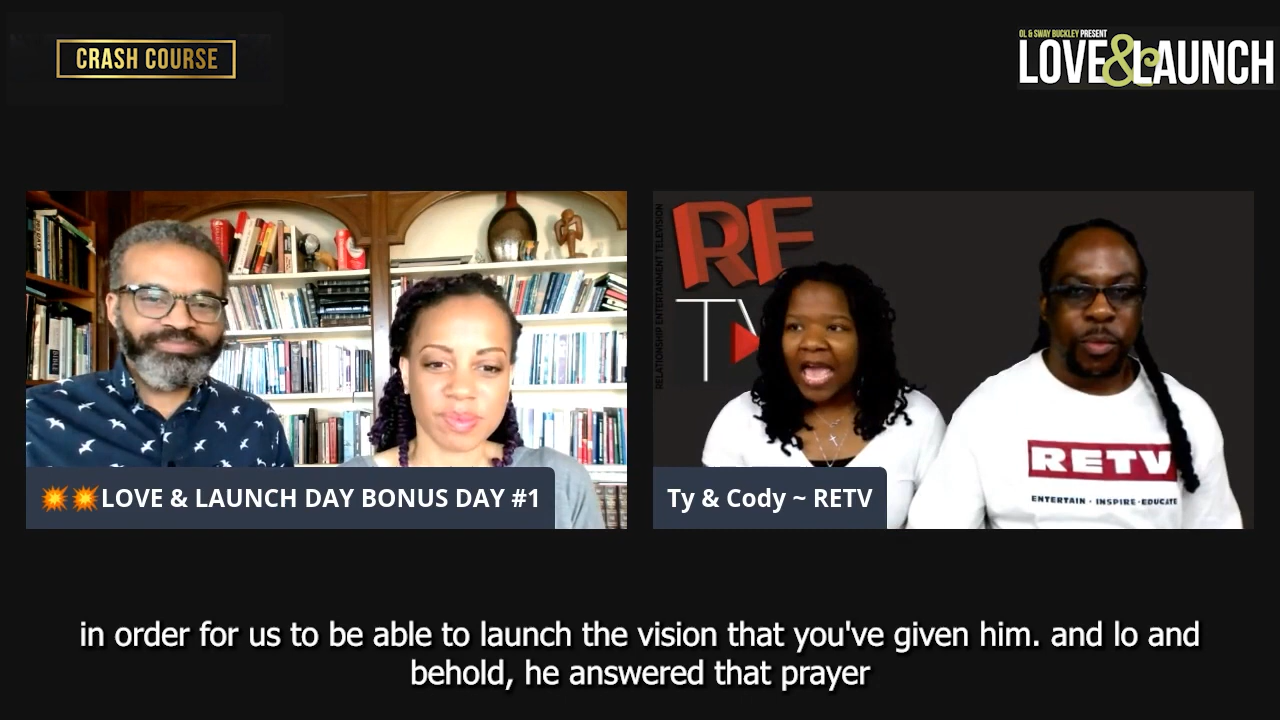 CRASH COURSE
OL & SWAY BUCKLEY PRESENT
LOVE & LAUNCH
RE
TV
RELATIONSHIP ENTERTAINMENT TELEVISION
RETV
ENTERTAIN · INSPIRE · EDUCATE
💥💥LOVE & LAUNCH DAY BONUS DAY #1
Ty & Cody ~ RETV
in order for us to be able to launch the vision that you've given him. and lo and
behold, he answered that prayer